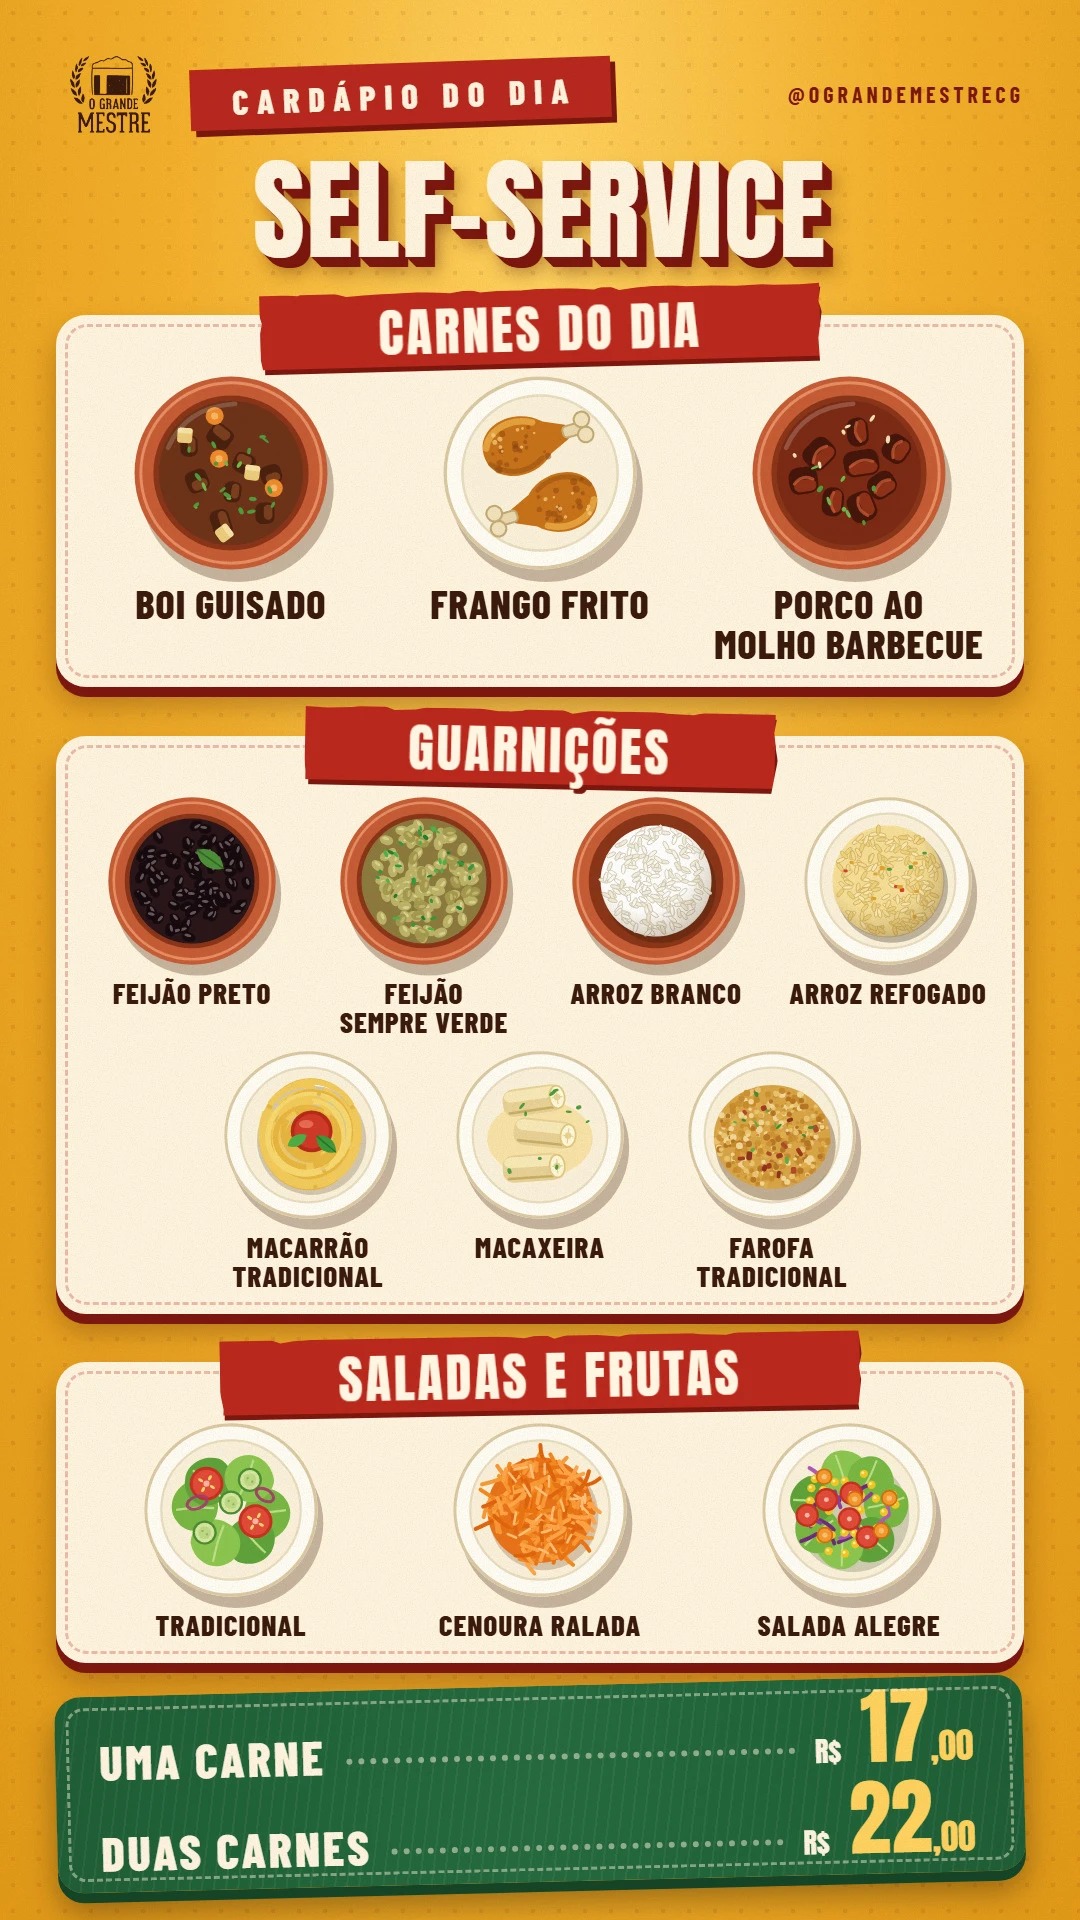 O GRANDE
MESTRE
CARDÁPIO DO DIA
@OGRANDEMESTRECG
SELF-SERVICE
CARNES DO DIA
BOI GUISADO
FRANGO FRITO
PORCO AO
MOLHO BARBECUE
GUARNIÇÕES
FEIJÃO PRETO
FEIJÃO
SEMPRE VERDE
ARROZ BRANCO
ARROZ REFOGADO
MACARRÃO
TRADICIONAL
MACAXEIRA
FAROFA
TRADICIONAL
SALADAS E FRUTAS
TRADICIONAL
CENOURA RALADA
SALADA ALEGRE
UMA CARNE R$ 17,00
DUAS CARNES R$ 22,00